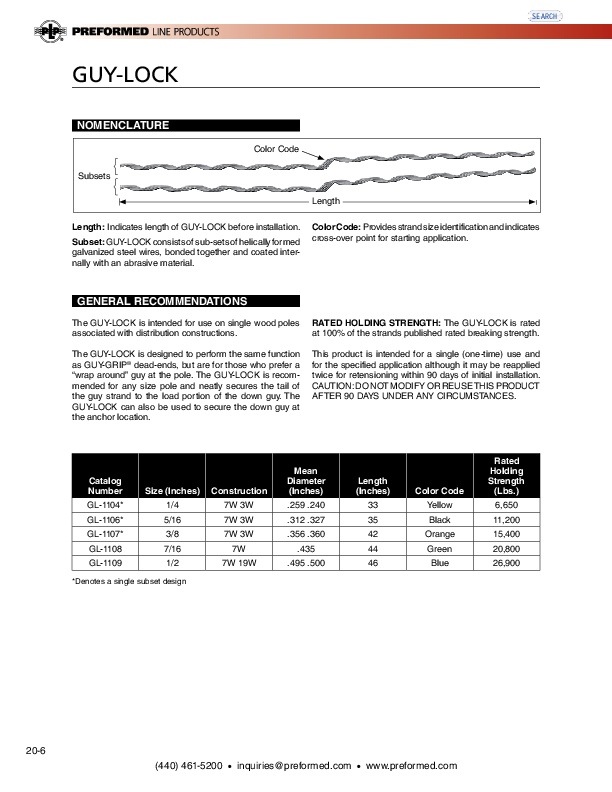 SEARCH
PLP PREFORMED LINE PRODUCTS
GUY-LOCK
NOMENCLATURE
Color Code
Subsets
Length
Length: Indicates length of GUY-LOCK before installation.
Subset: GUY-LOCK consists of sub-sets of helically formed
galvanized steel wires, bonded together and coated inter-
nally with an abrasive material.
Color Code: Provides strand size identification and indicates
cross-over point for starting application.
GENERAL RECOMMENDATIONS
The GUY-LOCK is intended for use on single wood poles
associated with distribution constructions.
The GUY-LOCK is designed to perform the same function
as GUY-GRIP® dead-ends, but are for those who prefer a
“wrap around” guy at the pole. The GUY-LOCK is recom-
mended for any size pole and neatly secures the tail of
the guy strand to the load portion of the down guy. The
GUY-LOCK can also be used to secure the down guy at
the anchor location.
RATED HOLDING STRENGTH: The GUY-LOCK is rated
at 100% of the strands published rated breaking strength.
This product is intended for a single (one-time) use and
for the specified application although it may be reapplied
twice for retensioning within 90 days of initial installation.
CAUTION: DO NOT MODIFY OR REUSE THIS PRODUCT
AFTER 90 DAYS UNDER ANY CIRCUMSTANCES.
Catalog Number Size (Inches) Construction Mean Diameter (Inches) Length (Inches) Color Code Rated Holding Strength (Lbs.)
GL-1104* 1/4 7W 3W .259 .240 33 Yellow 6,650
GL-1106* 5/16 7W 3W .312 .327 35 Black 11,200
GL-1107* 3/8 7W 3W .356 .360 42 Orange 15,400
GL-1108 7/16 7W .435 44 Green 20,800
GL-1109 1/2 7W 19W .495 .500 46 Blue 26,900
*Denotes a single subset design
20-6
(440) 461-5200 • inquiries@preformed.com • www.preformed.com